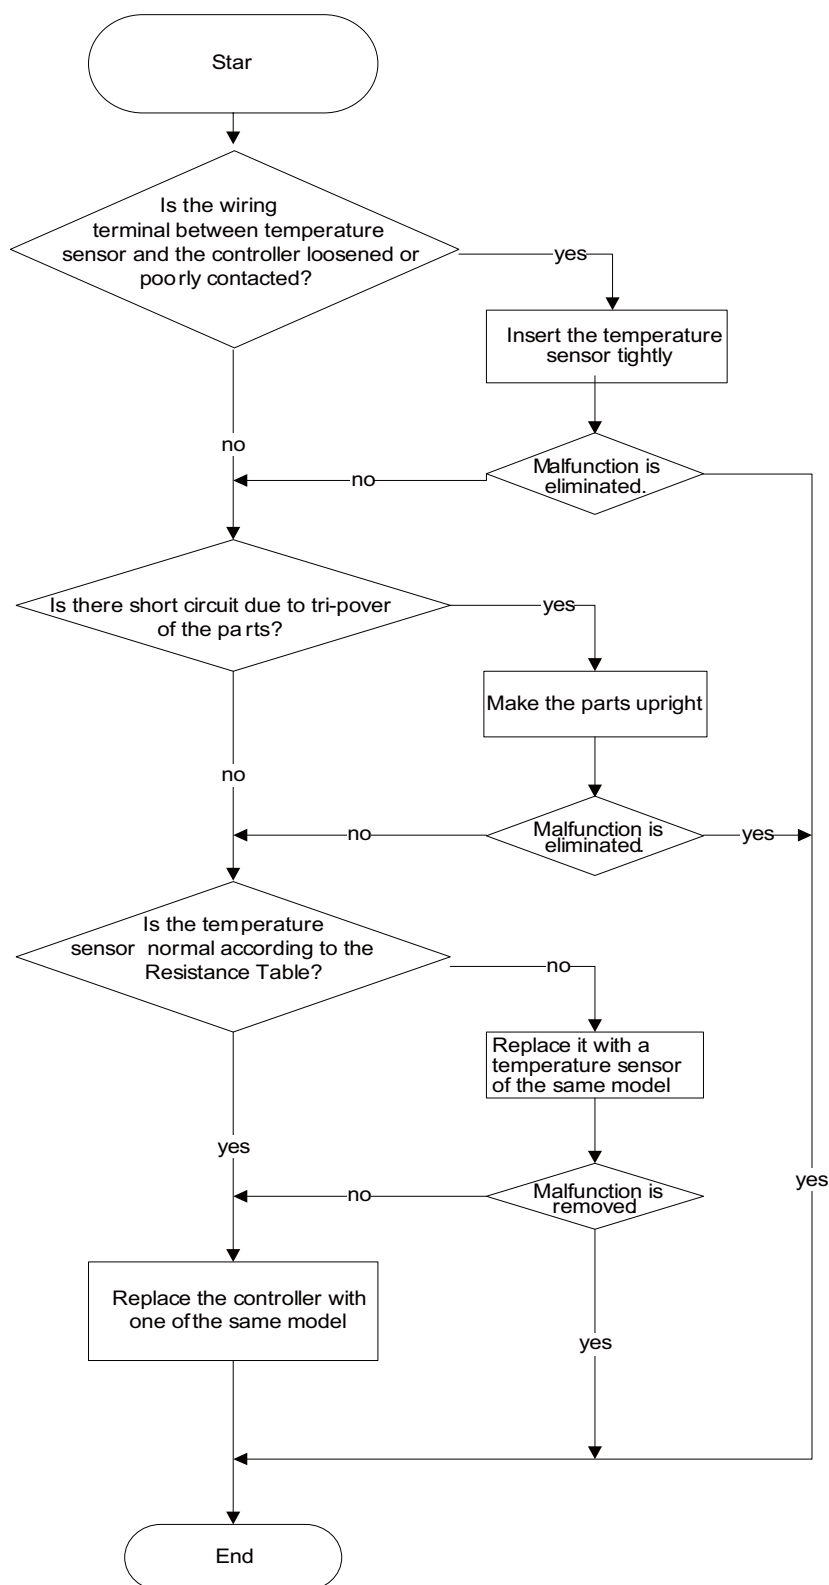 Star
Is the wiring
terminal between temperature
sensor and the controller loosened or
poorly contacted?
yes
Insert the temperature
sensor tightly
no
Malfunction is
eliminated.
no
Is there short circuit due to tri-pover
of the parts?
yes
Make the parts upright
no
Malfunction is
eliminated.
no
yes
Is the temperature
sensor normal according to the
Resistance Table?
no
Replace it with a
temperature sensor
of the same model
yes
Malfunction is
removed
no
yes
Replace the controller with
one of the same model
yes
End